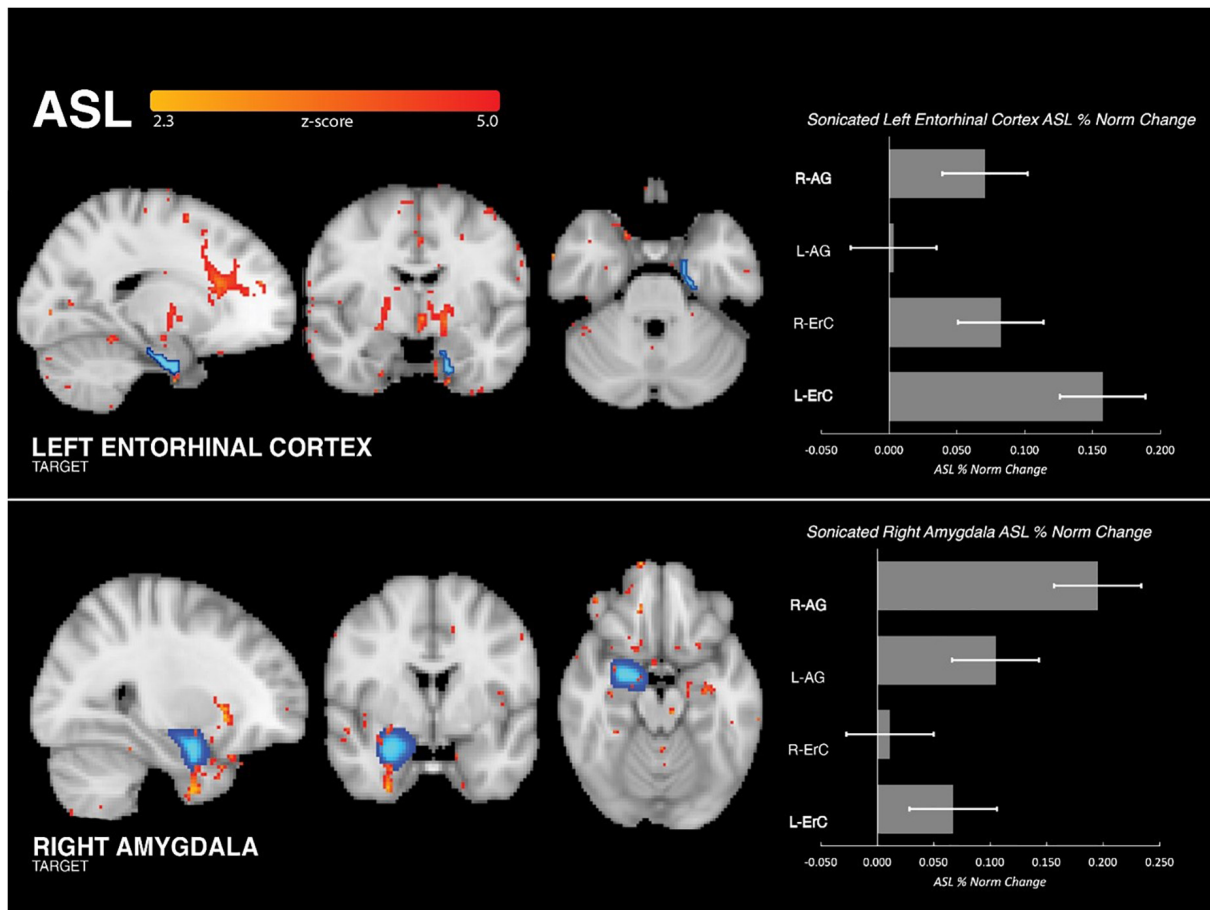 ASL
2.3 z-score 5.0
LEFT ENTORHINAL CORTEX
TARGET
Sonicated Left Entorhinal Cortex ASL % Norm Change
R-AG
L-AG
R-ErC
L-ErC
-0.050 0.000 0.050 0.100 0.150 0.200
ASL % Norm Change
RIGHT AMYGDALA
TARGET
Sonicated Right Amygdala ASL % Norm Change
R-AG
L-AG
R-ErC
L-ErC
-0.050 0.000 0.050 0.100 0.150 0.200 0.250
ASL % Norm Change